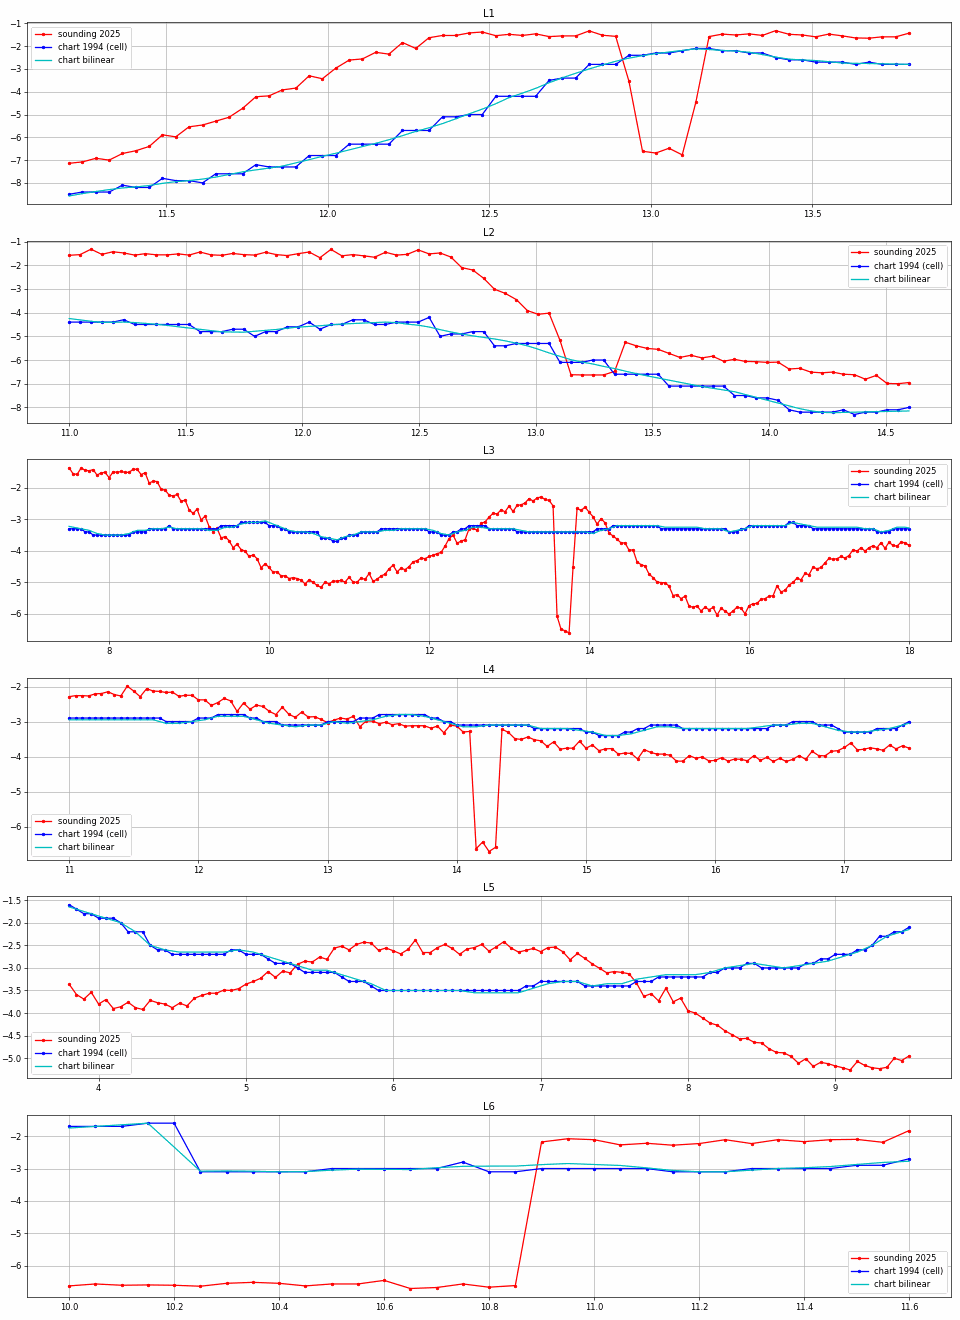 L1
−1
−2
−3
−4
−5
−6
−7
−8
sounding 2025
chart 1994 (cell)
chart bilinear
11.5 12.0 12.5 13.0 13.5
L2
−1
−2
−3
−4
−5
−6
−7
−8
sounding 2025
chart 1994 (cell)
chart bilinear
11.0 11.5 12.0 12.5 13.0 13.5 14.0 14.5
L3
−2
−3
−4
−5
−6
sounding 2025
chart 1994 (cell)
chart bilinear
8 10 12 14 16 18
L4
−2
−3
−4
−5
−6
sounding 2025
chart 1994 (cell)
chart bilinear
11 12 13 14 15 16 17
L5
−1.5
−2.0
−2.5
−3.0
−3.5
−4.0
−4.5
−5.0
sounding 2025
chart 1994 (cell)
chart bilinear
4 5 6 7 8 9
L6
−2
−3
−4
−5
−6
sounding 2025
chart 1994 (cell)
chart bilinear
10.0 10.2 10.4 10.6 10.8 11.0 11.2 11.4 11.6